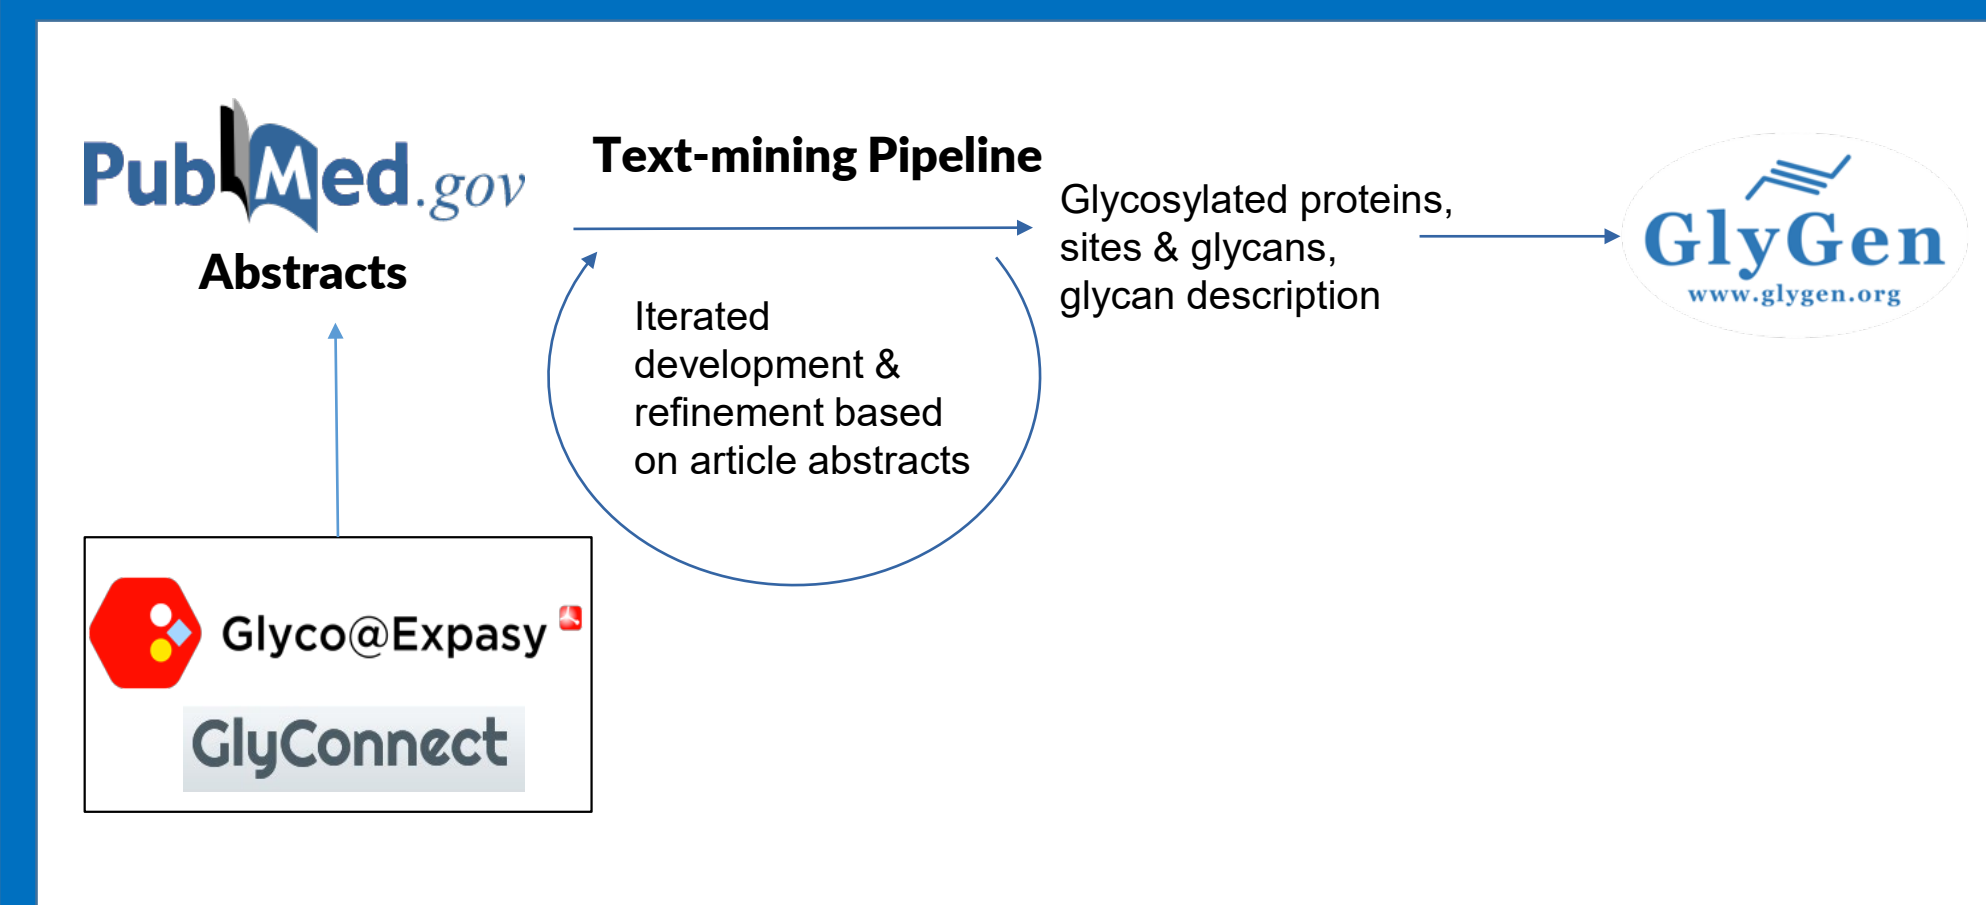 PubMed.gov
Abstracts
Text-mining Pipeline
Glycosylated proteins,
sites & glycans,
glycan description
GlyGen
www.glygen.org
Iterated
development &
refinement based
on article abstracts
Glyco@Expasy
GlyConnect